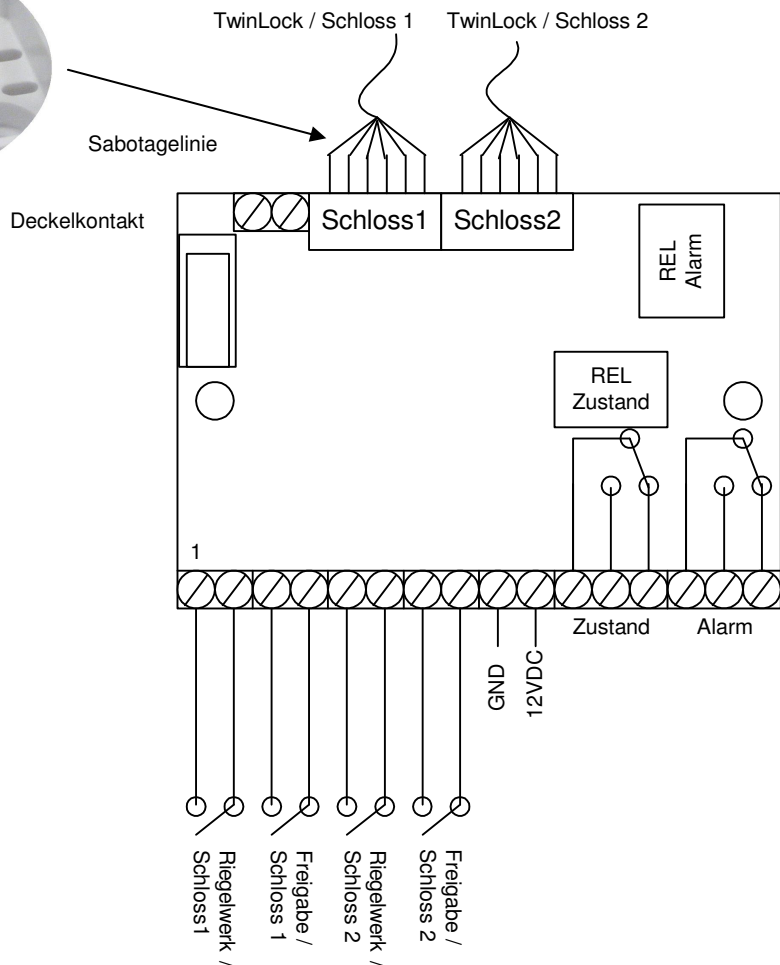 TwinLock / Schloss 1
TwinLock / Schloss 2
Sabotagelinie
Deckelkontakt
Schloss1
Schloss2
REL
Alarm
REL
Zustand
1
Zustand
Alarm
GND
12VDC
Riegelwerk /
Schloss1
Freigabe /
Schloss 1
Riegelwerk /
Schloss 2
Freigabe /
Schloss 2